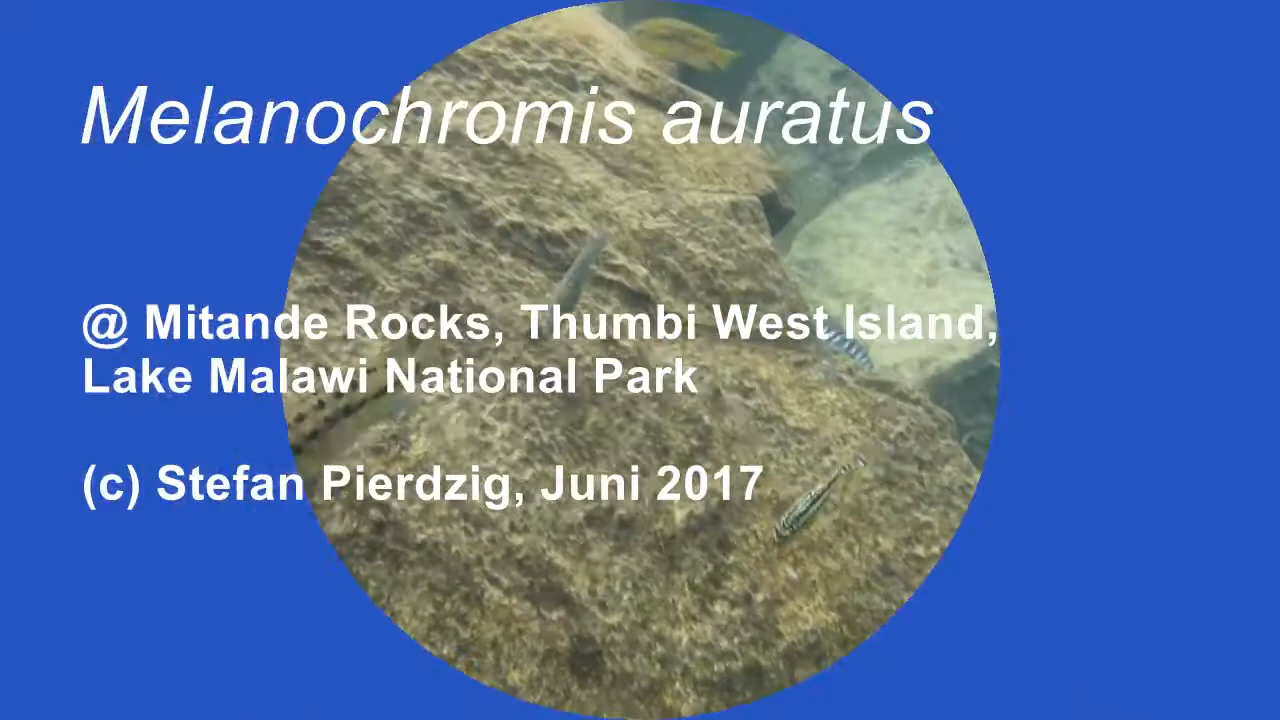 Melanochromis auratus
@ Mitande Rocks, Thumbi West Island,
Lake Malawi National Park
(c) Stefan Pierdzig, Juni 2017